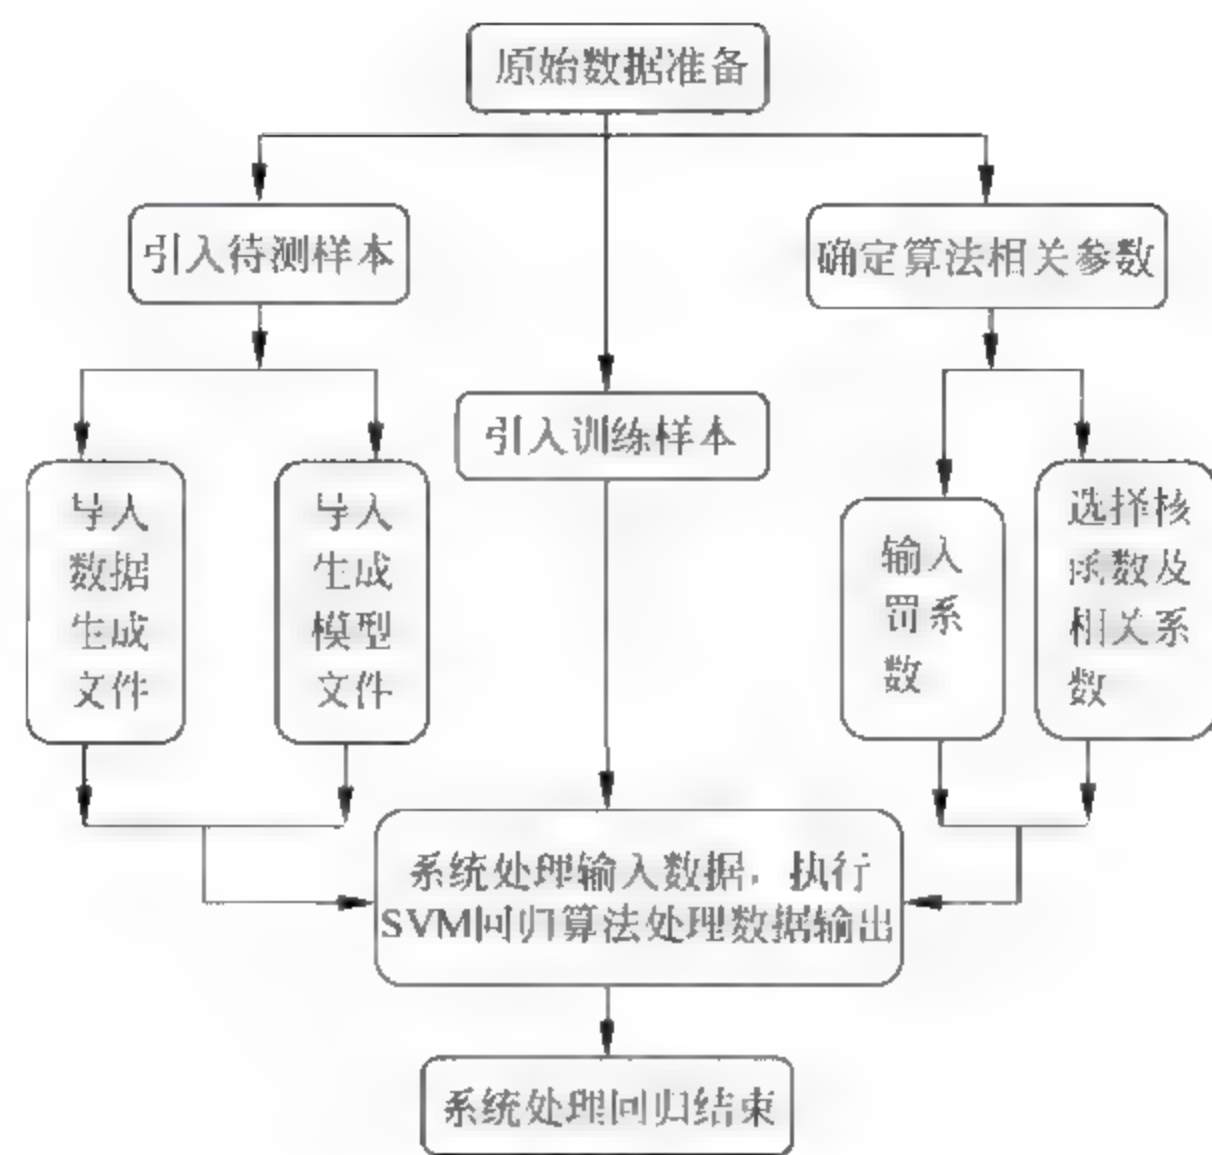 原始数据准备
引入待测样本
确定算法相关参数
引入训练样本
导入
数据
生成
文件
导入
生成
模型
文件
输入
罚系
数
选择核
函数及
相关系
数
系统处理输入数据，执行
SVM回归算法处理数据输出
系统处理回归结束